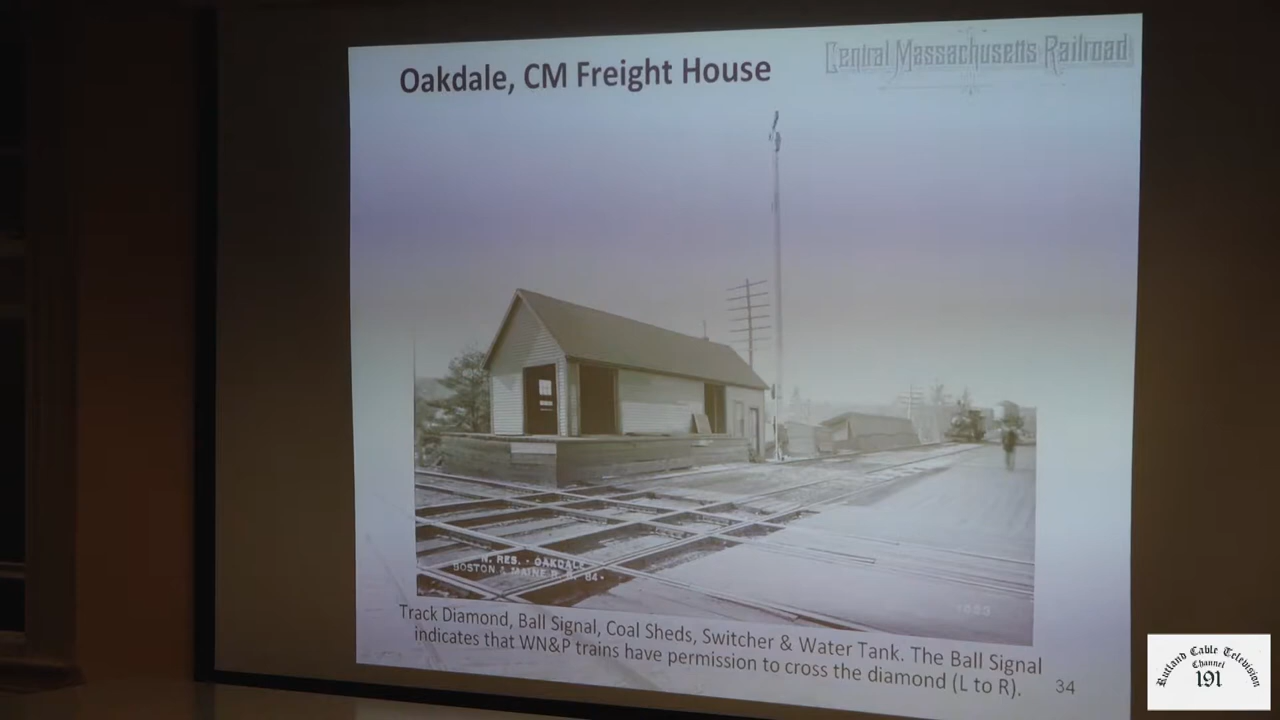 Oakdale, CM Freight House
Central Massachusetts Railroad
N. RES. - OAKDALE
BOSTON & MAINE R.R. 84-
Track Diamond, Ball Signal, Coal Sheds, Switcher & Water Tank. The Ball Signal
indicates that WN&P trains have permission to cross the diamond (L to R).
34
Rutland Cable Television
Channel
191